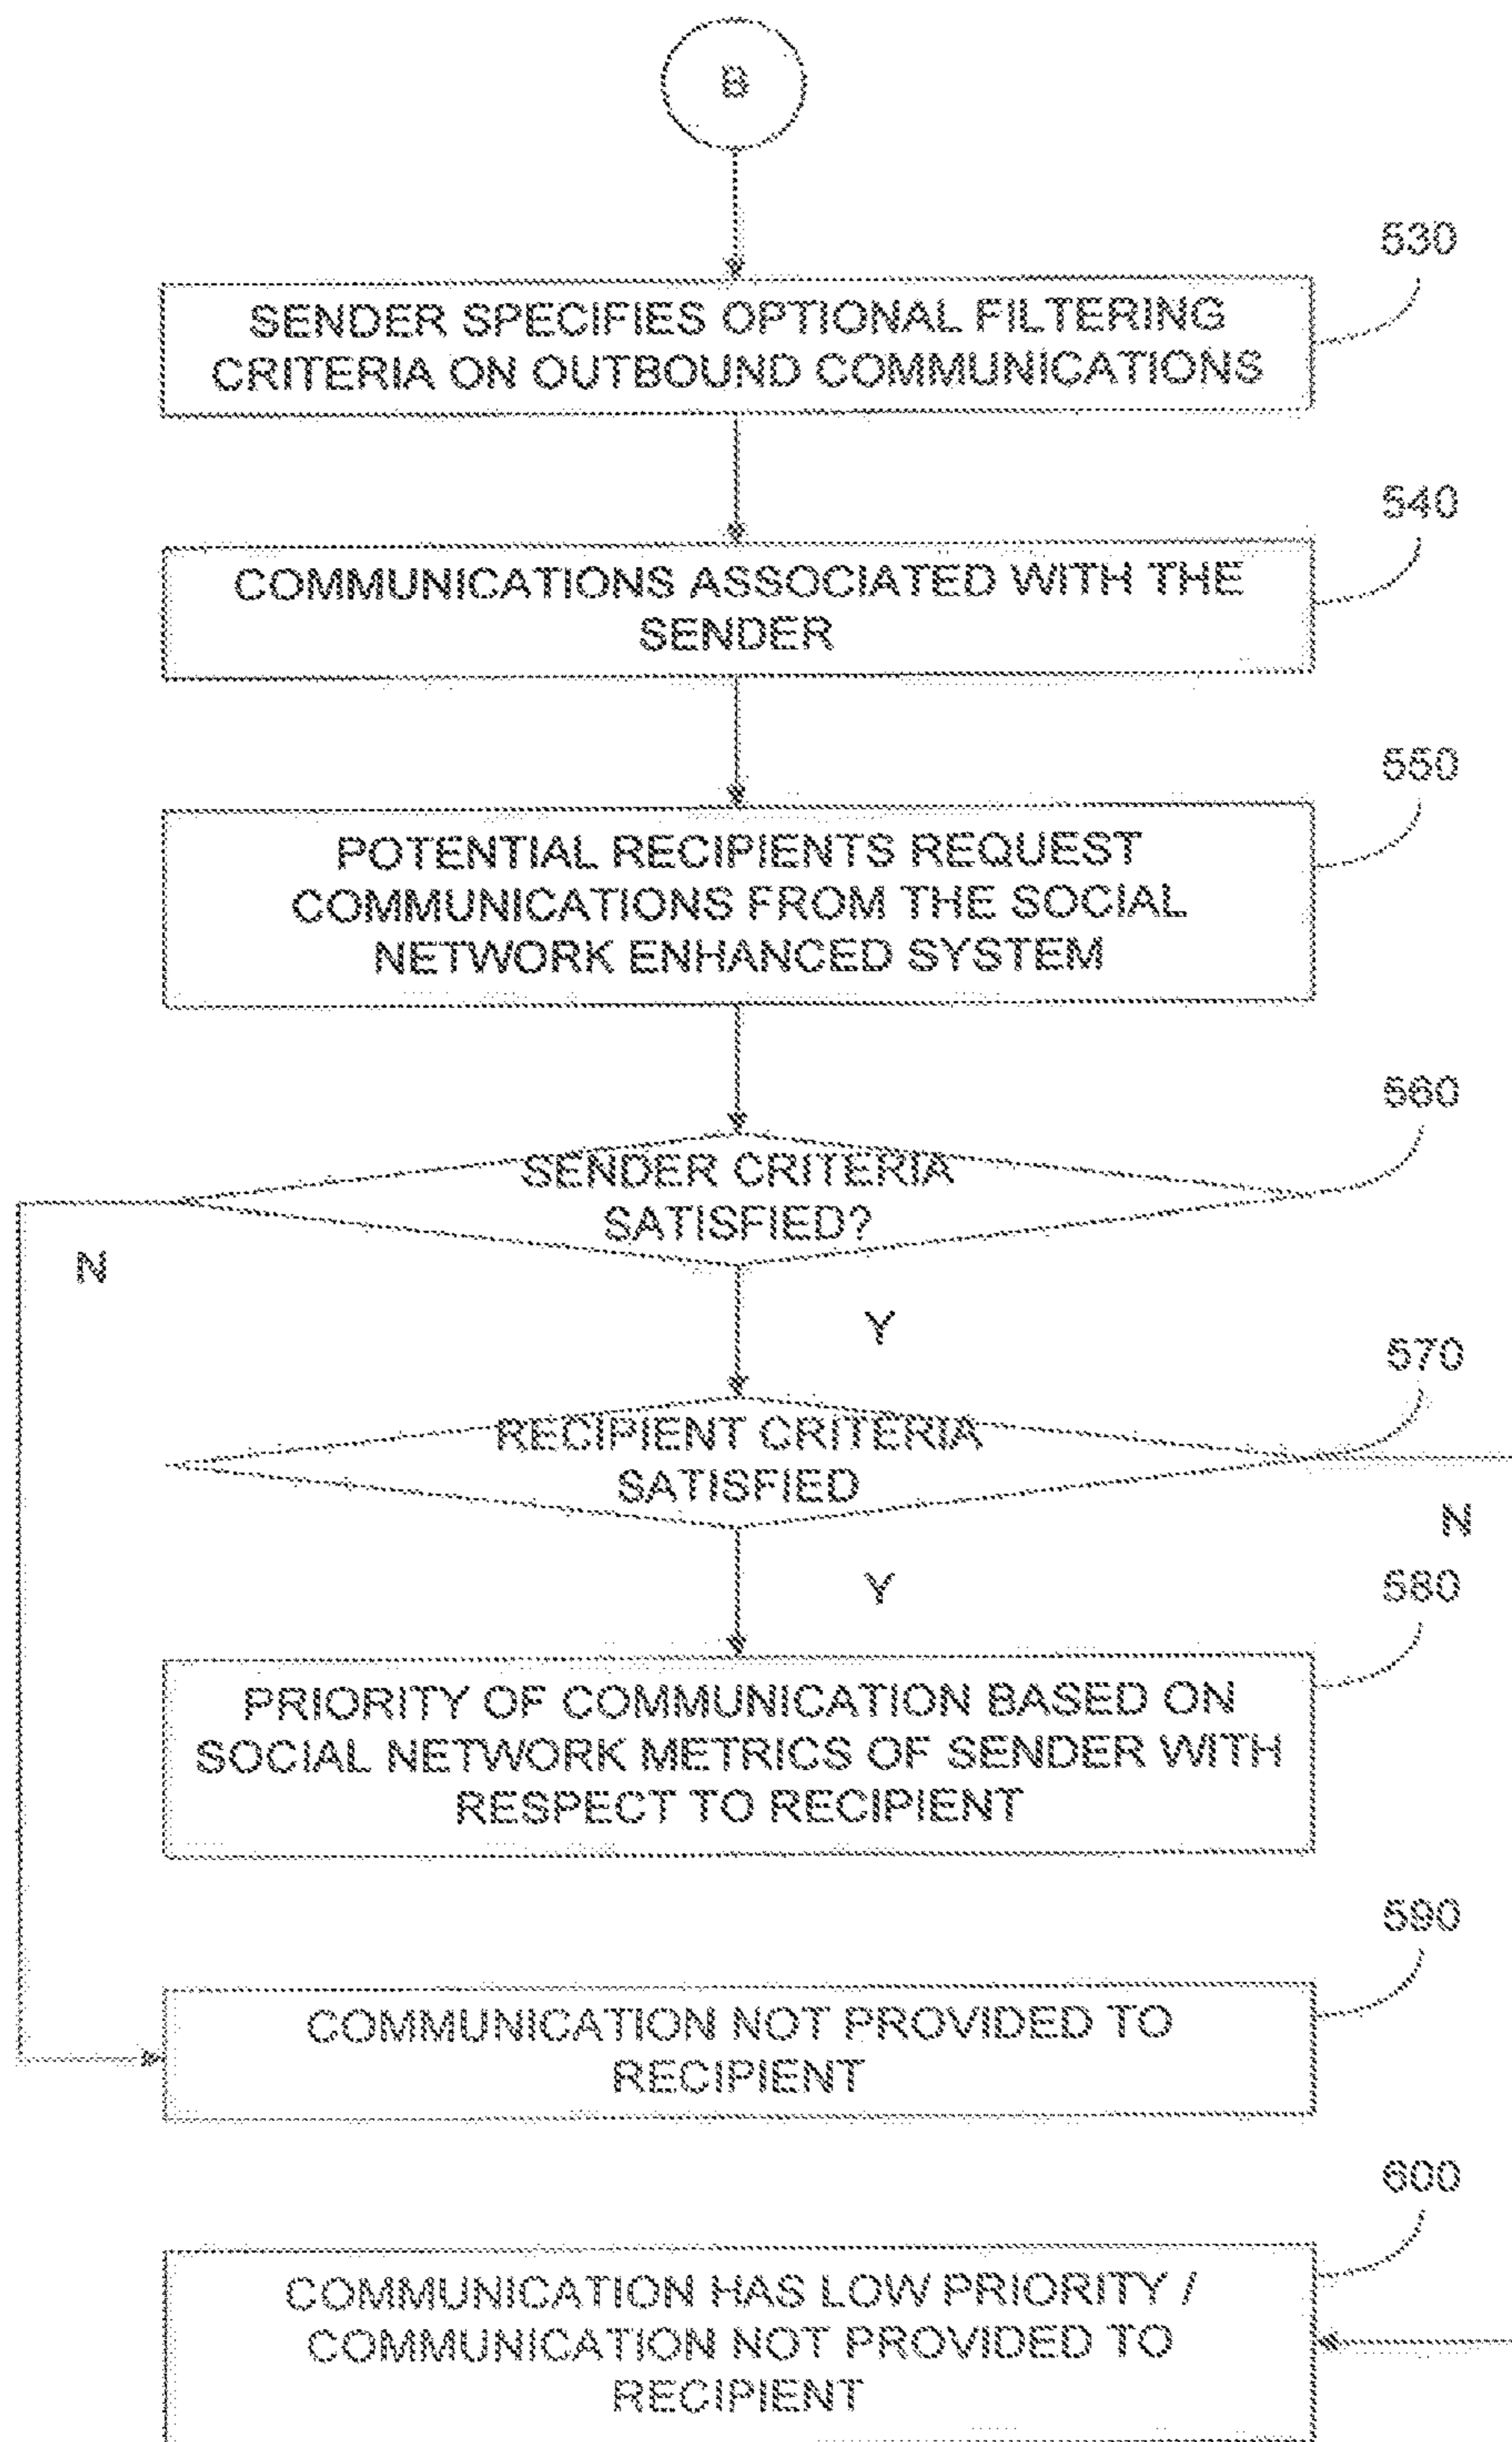 B
530
SENDER SPECIFIES OPTIONAL FILTERING
CRITERIA ON OUTBOUND COMMUNICATIONS
540
COMMUNICATIONS ASSOCIATED WITH THE
SENDER
550
POTENTIAL RECIPIENTS REQUEST
COMMUNICATIONS FROM THE SOCIAL
NETWORK ENHANCED SYSTEM
560
SENDER CRITERIA
SATISFIED?
N
Y
570
RECIPIENT CRITERIA
SATISFIED
N
Y
580
PRIORITY OF COMMUNICATION BASED ON
SOCIAL NETWORK METRICS OF SENDER WITH
RESPECT TO RECIPIENT
590
COMMUNICATION NOT PROVIDED TO
RECIPIENT
600
COMMUNICATION HAS LOW PRIORITY /
COMMUNICATION NOT PROVIDED TO
RECIPIENT